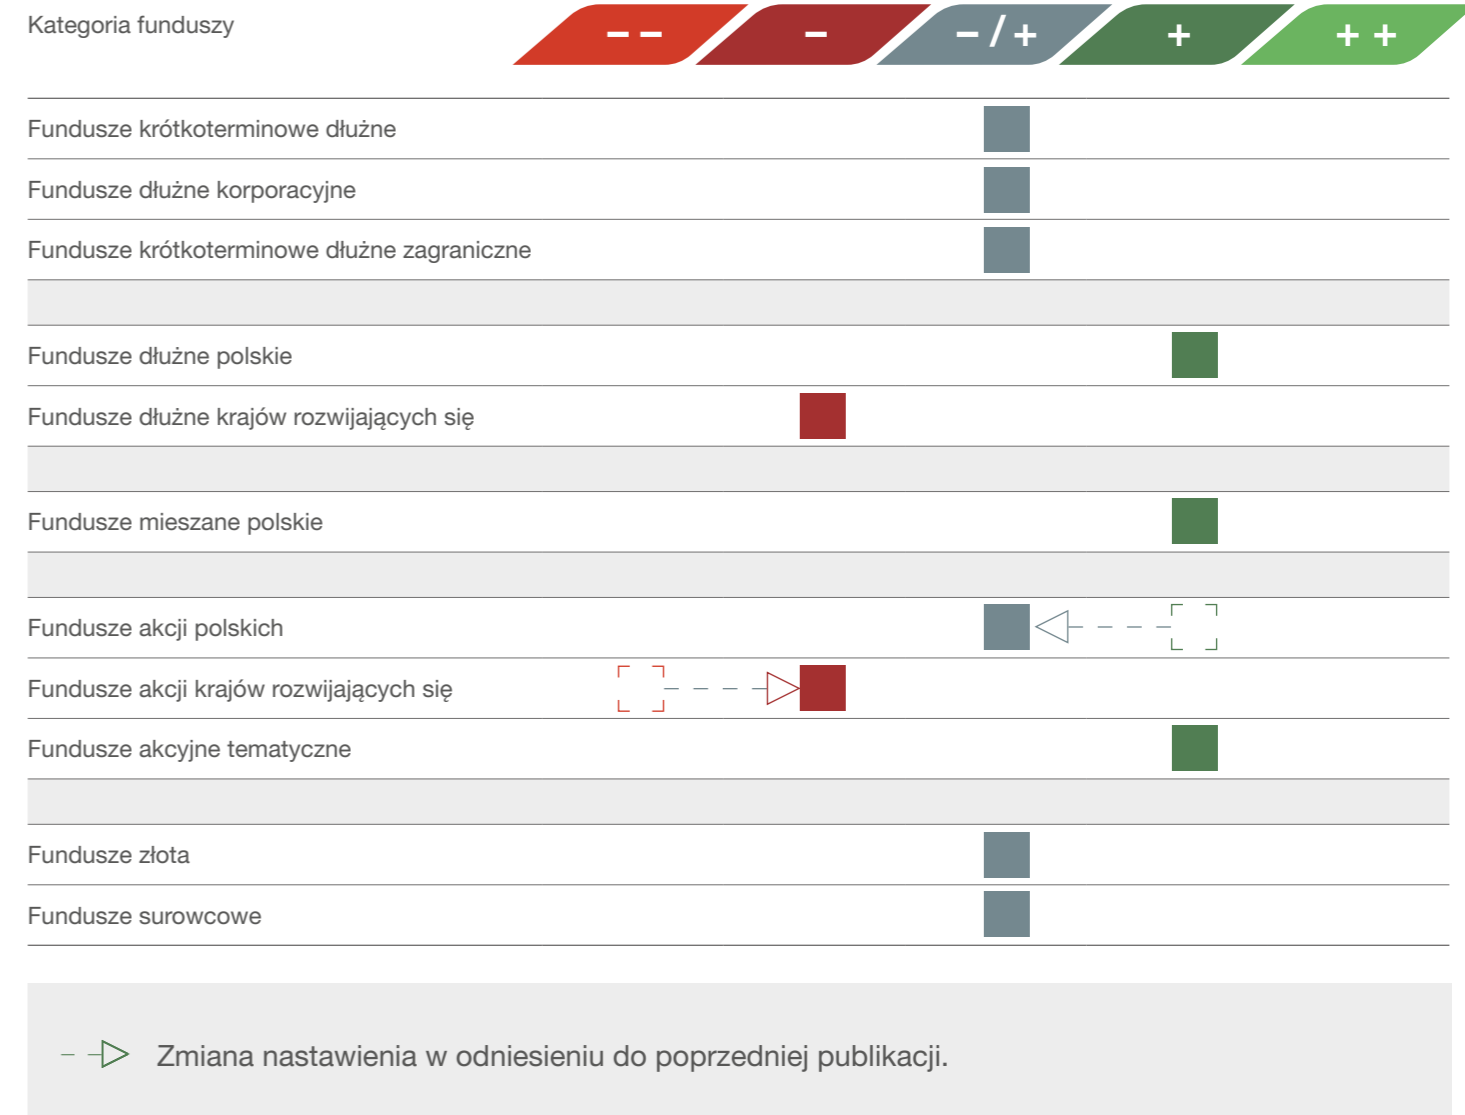 Kategoria funduszy
– – – – / + + + +
Fundusze krótkoterminowe dłużne
Fundusze dłużne korporacyjne
Fundusze krótkoterminowe dłużne zagraniczne
Fundusze dłużne polskie
Fundusze dłużne krajów rozwijających się
Fundusze mieszane polskie
Fundusze akcji polskich
Fundusze akcji krajów rozwijających się
Fundusze akcyjne tematyczne
Fundusze złota
Fundusze surowcowe
Zmiana nastawienia w odniesieniu do poprzedniej publikacji.